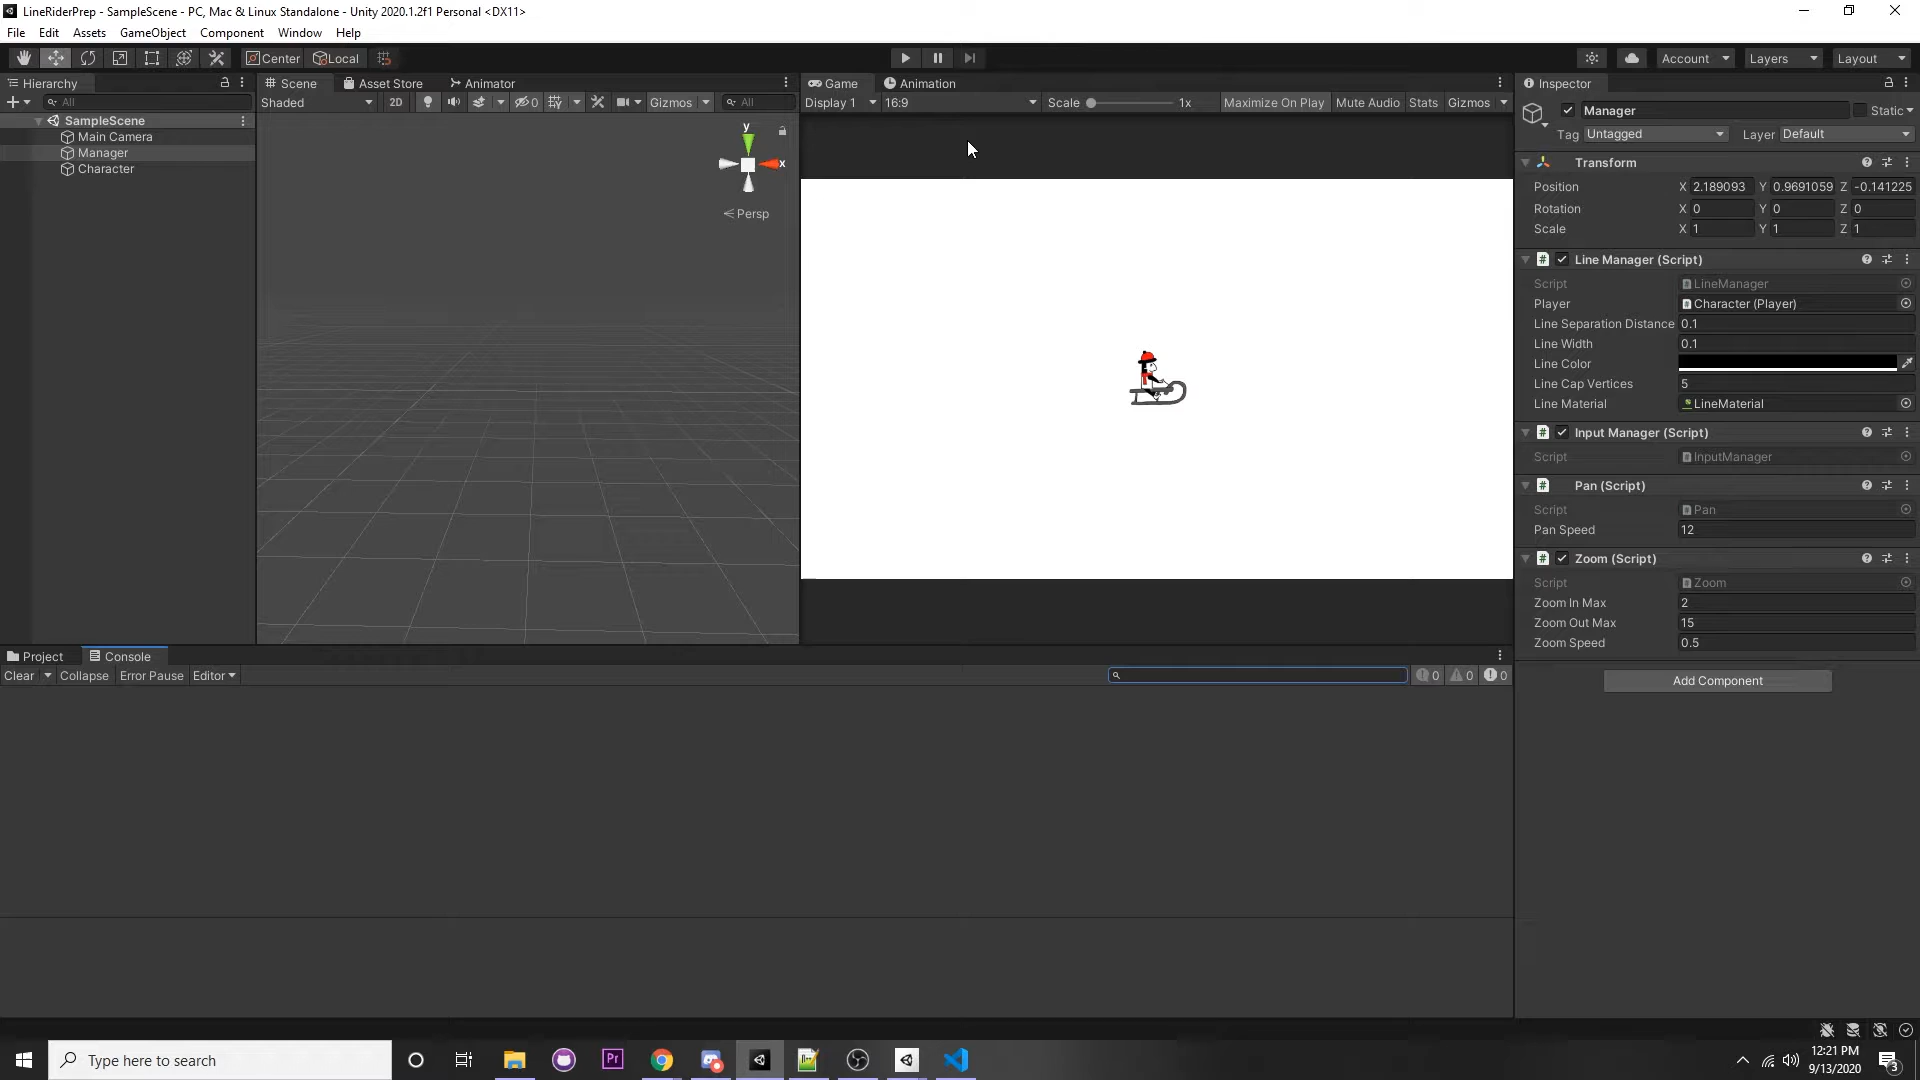 LineRiderPrep - SampleScene - PC, Mac & Linux Standalone - Unity 2020.1.2f1 Personal <DX11>
File Edit Assets GameObject Component Window Help
Center Local
Account Layers Layout
Hierarchy
All
SampleScene
Main Camera
Manager
Character
Scene Asset Store Animator
Shaded 2D 0 Gizmos All
y
x
Persp
Game Animation
Display 1 16:9 Scale 1x Maximize On Play Mute Audio Stats Gizmos
Inspector
Manager Static
Tag Untagged Layer Default
Transform
Position X 2.189093 Y 0.9691059 Z -0.141225
Rotation X 0 Y 0 Z 0
Scale X 1 Y 1 Z 1
# Line Manager (Script)
Script LineManager
Player Character (Player)
Line Separation Distance 0.1
Line Width 0.1
Line Color
Line Cap Vertices 5
Line Material LineMaterial
# Input Manager (Script)
Script InputManager
# Pan (Script)
Script Pan
Pan Speed 12
# Zoom (Script)
Script Zoom
Zoom In Max 2
Zoom Out Max 15
Zoom Speed 0.5
Add Component
Project Console
Clear Collapse Error Pause Editor 0 0 0
Type here to search
Pr
12:21 PM
9/13/2020
3